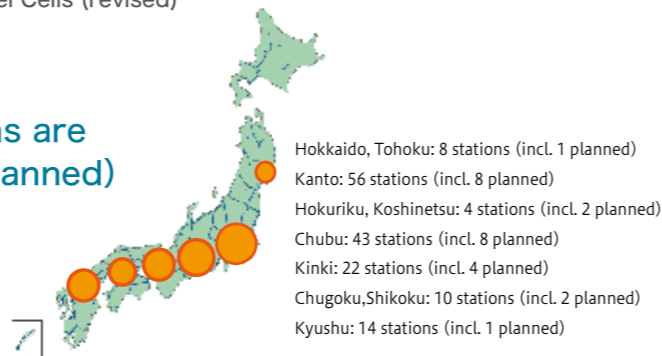 (revised)
are
Hokkaido, Tohoku: 8 stations (incl. 1 planned)
Kanto: 56 stations (incl. 8 planned)
Hokuriku, Koshinetsu: 4 stations (incl. 2 planned)
Chubu: 43 stations (incl. 8 planned)
Kinki: 22 stations (incl. 4 planned)
Chugoku,Shikoku: 10 stations (incl. 2 planned)
Kyushu: 14 stations (incl. 1 planned)